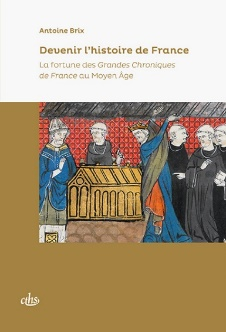 Antoine Brix
Devenir l'histoire de France
La fortune des Grandes Chroniques
de France au Moyen Âge
cths